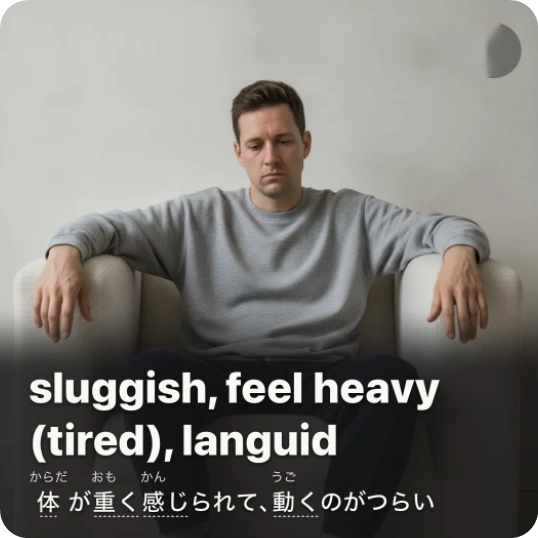 sluggish, feel heavy
(tired), languid
からだ おも かん うご
体が重く感じられて、動くのがつらい